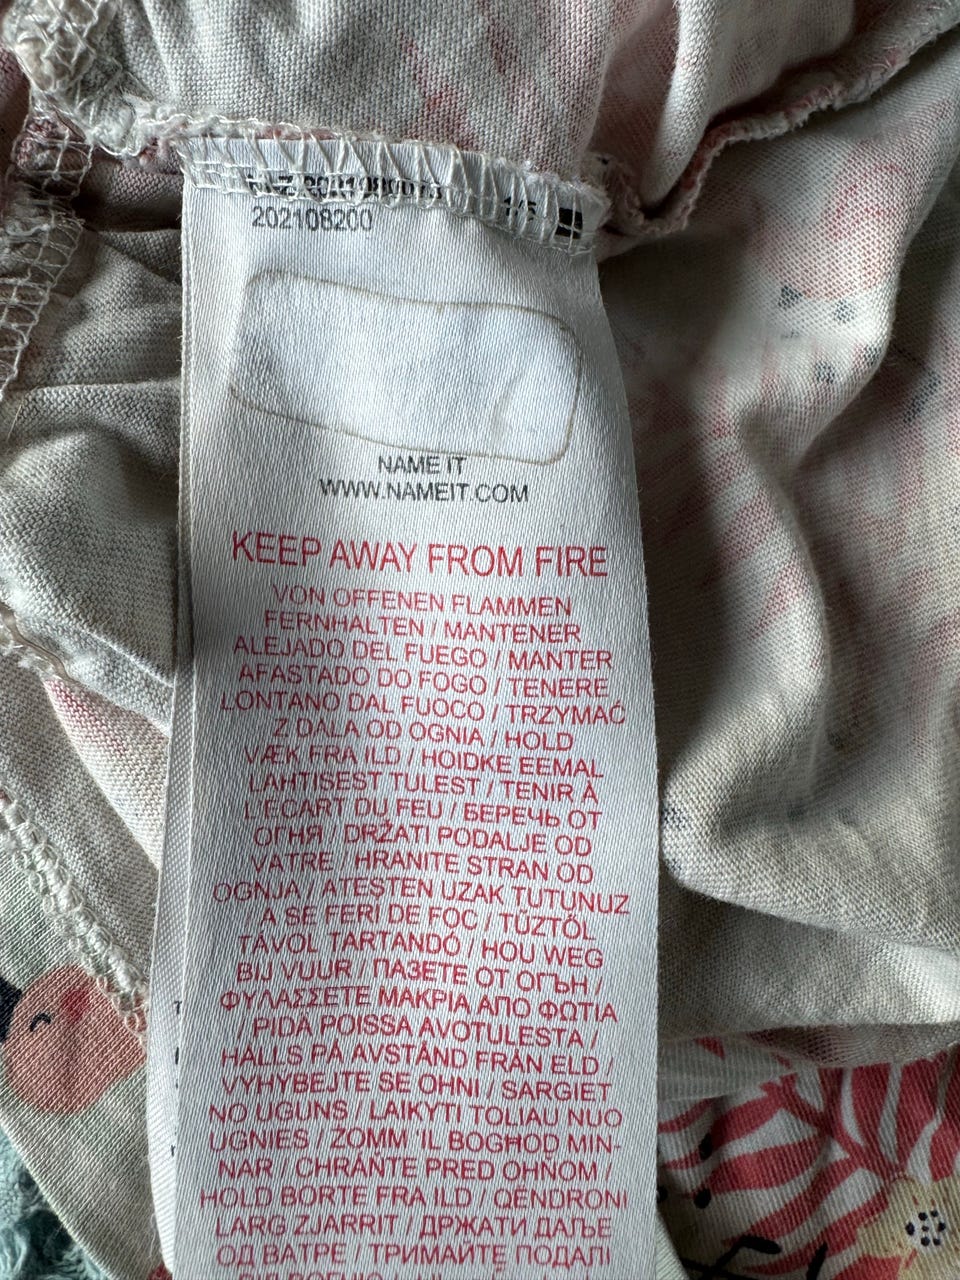 202108200
NAME IT
WWW.NAMEIT.COM
KEEP AWAY FROM FIRE
VON OFFENEN FLAMMEN
FERNHALTEN / MANTENER
ALEJADO DEL FUEGO / MANTER
AFASTADO DO FOGO / TENERE
LONTANO DAL FUOCO / TRZYMAĆ
Z DALA OD OGNIA / HOLD
VÆK FRA ILD / HOIDKE EEMAL
LAHTISEST TULEST / TENIR À
L'ECART DU FEU / БЕРЕЧЬ ОТ
ОГНЯ / DRŽATI PODALJE OD
VATRE / HRANITE STRAN OD
OGNJA / ATESTEN UZAK TUTUNUZ
/ A SE FERI DE FOC / TŰZTŐL
TÁVOL TARTANDÓ / HOU WEG
BIJ VUUR / ПАЗЕТЕ ОТ ОГЪН /
ΦΥΛΑΣΣΕΤΕ ΜΑΚΡΙΑ ΑΠΟ ΦΩΤΙΑ
/ PIDÄ POISSA AVOTULESTA /
HÅLLS PÅ AVSTÅND FRÅN ELD /
VYHYBEJTE SE OHNI / SARGIET
NO UGUNS / LAIKYTI TOLIAU NUO
UGNIES / ŻOMM 'IL BOGĦOD MIN-
NAR / CHRÁŇTE PRED OHŇOM /
HOLD BORTE FRA ILD / QËNDRONI
LARG ZJARRIT / ДРЖАТИ ДАЉЕ
ОД ВАТРЕ / ТРИМАЙТЕ ПОДАЛІ